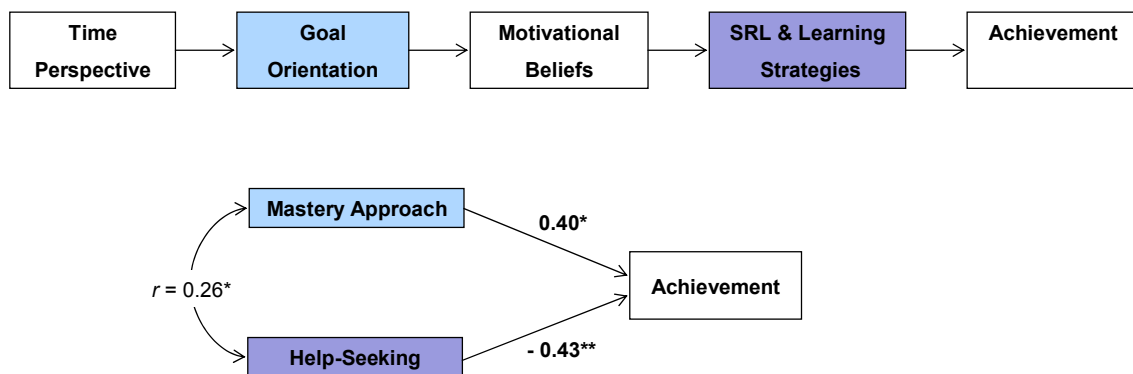 Time
Perspective
Goal
Orientation
Motivational
Beliefs
SRL & Learning
Strategies
Achievement
Mastery Approach
0.40*
r = 0.26*
Achievement
Help-Seeking
- 0.43**